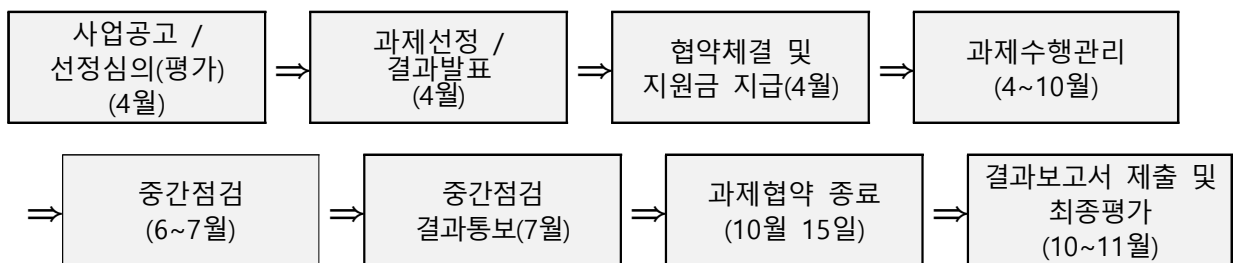 사업공고 /
선정심의(평가)
(4월)
⇒
과제선정 /
결과발표
(4월)
⇒
협약체결 및
지원금 지급(4월)
⇒
과제수행관리
(4~10월)
⇒
중간점검
(6~7월)
⇒
중간점검
결과통보(7월)
⇒
과제협약 종료
(10월 15일)
⇒
결과보고서 제출 및
최종평가
(10~11월)